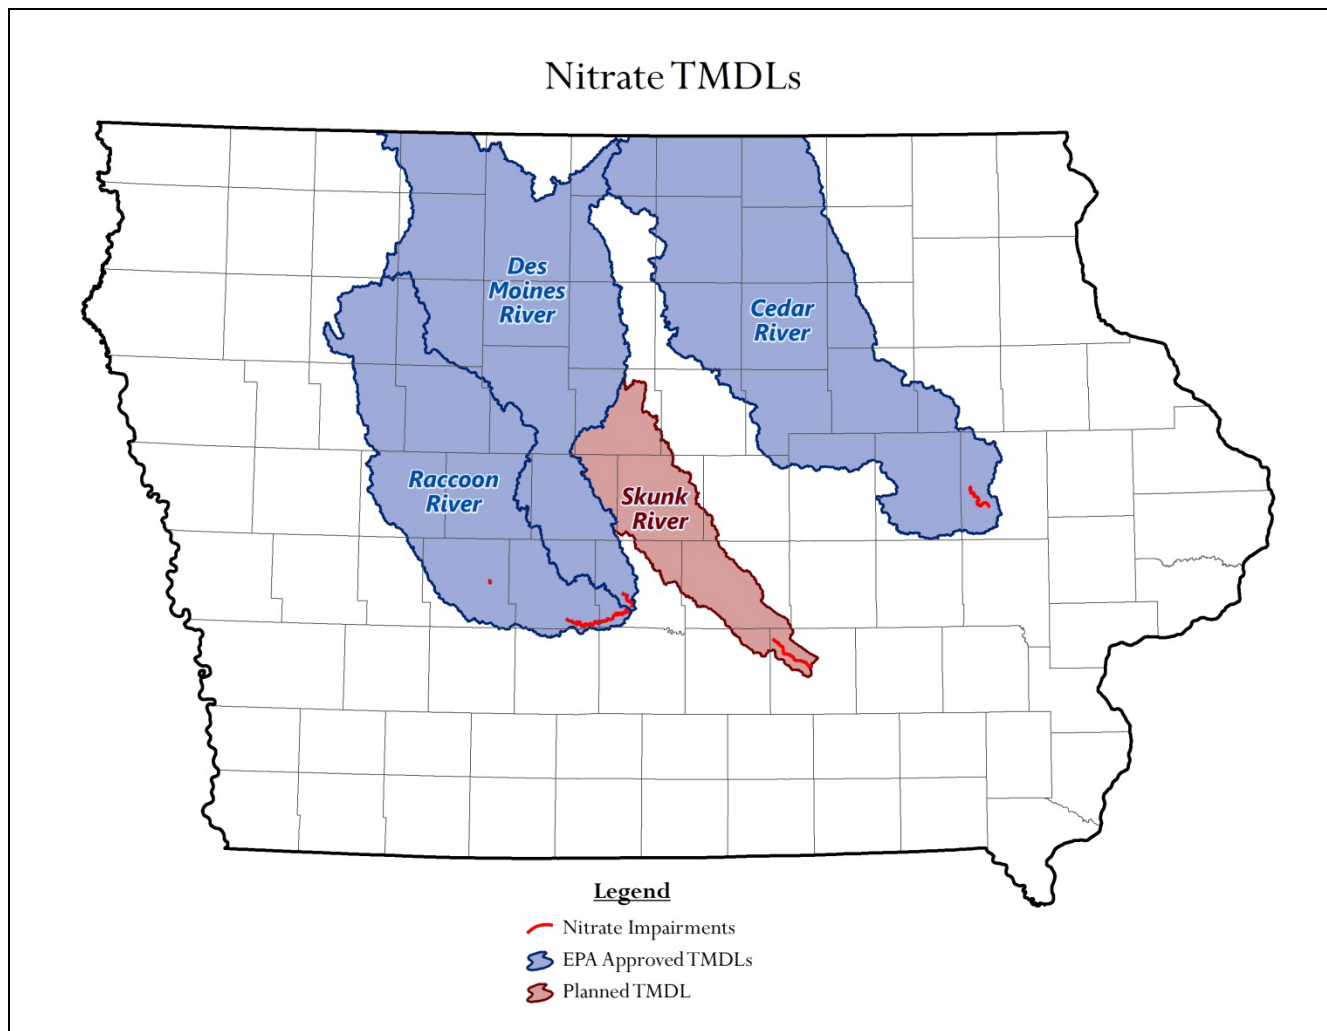 Nitrate TMDLs
Des
Moines
River
Cedar
River
Raccoon
River
Skunk
River
Legend
Nitrate Impairments
EPA Approved TMDLs
Planned TMDL